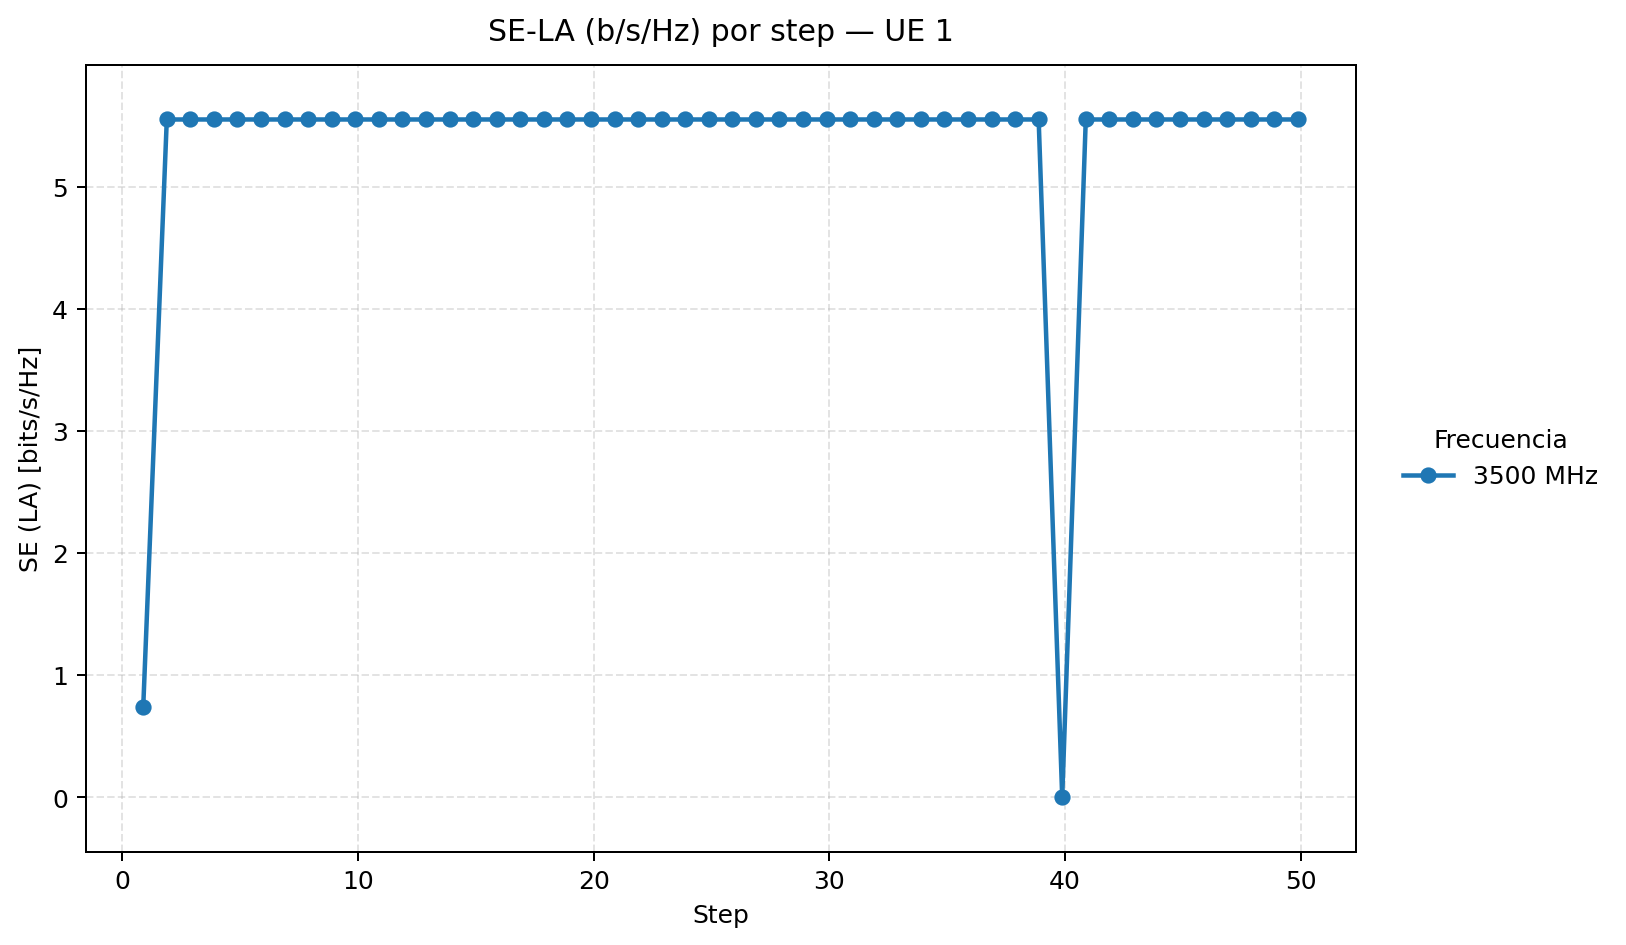 SE-LA (b/s/Hz) por step — UE 1
SE (LA) [bits/s/Hz]
5
4
3
2
1
0
0 10 20 30 40 50
Step
Frecuencia
3500 MHz